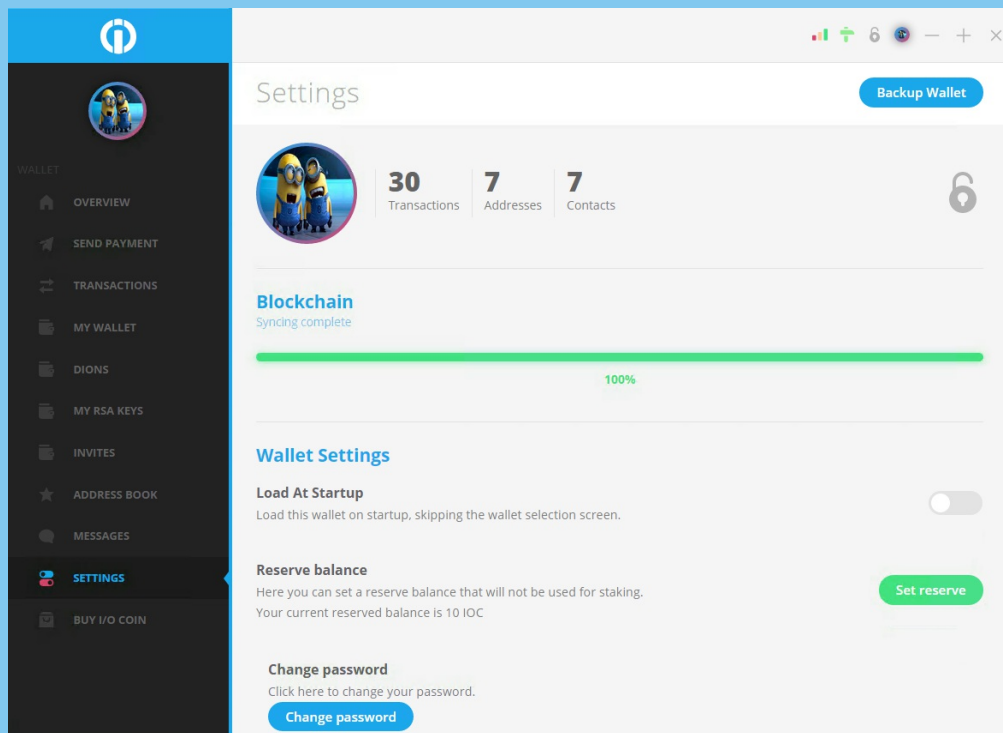 Settings
Backup Wallet
WALLET
OVERVIEW
SEND PAYMENT
TRANSACTIONS
MY WALLET
DIONS
MY RSA KEYS
INVITES
ADDRESS BOOK
MESSAGES
SETTINGS
BUY I/O COIN
30
Transactions
7
Addresses
7
Contacts
Blockchain
Syncing complete
100%
Wallet Settings
Load At Startup
Load this wallet on startup, skipping the wallet selection screen.
Reserve balance
Here you can set a reserve balance that will not be used for staking.
Your current reserved balance is 10 IOC
Set reserve
Change password
Click here to change your password.
Change password